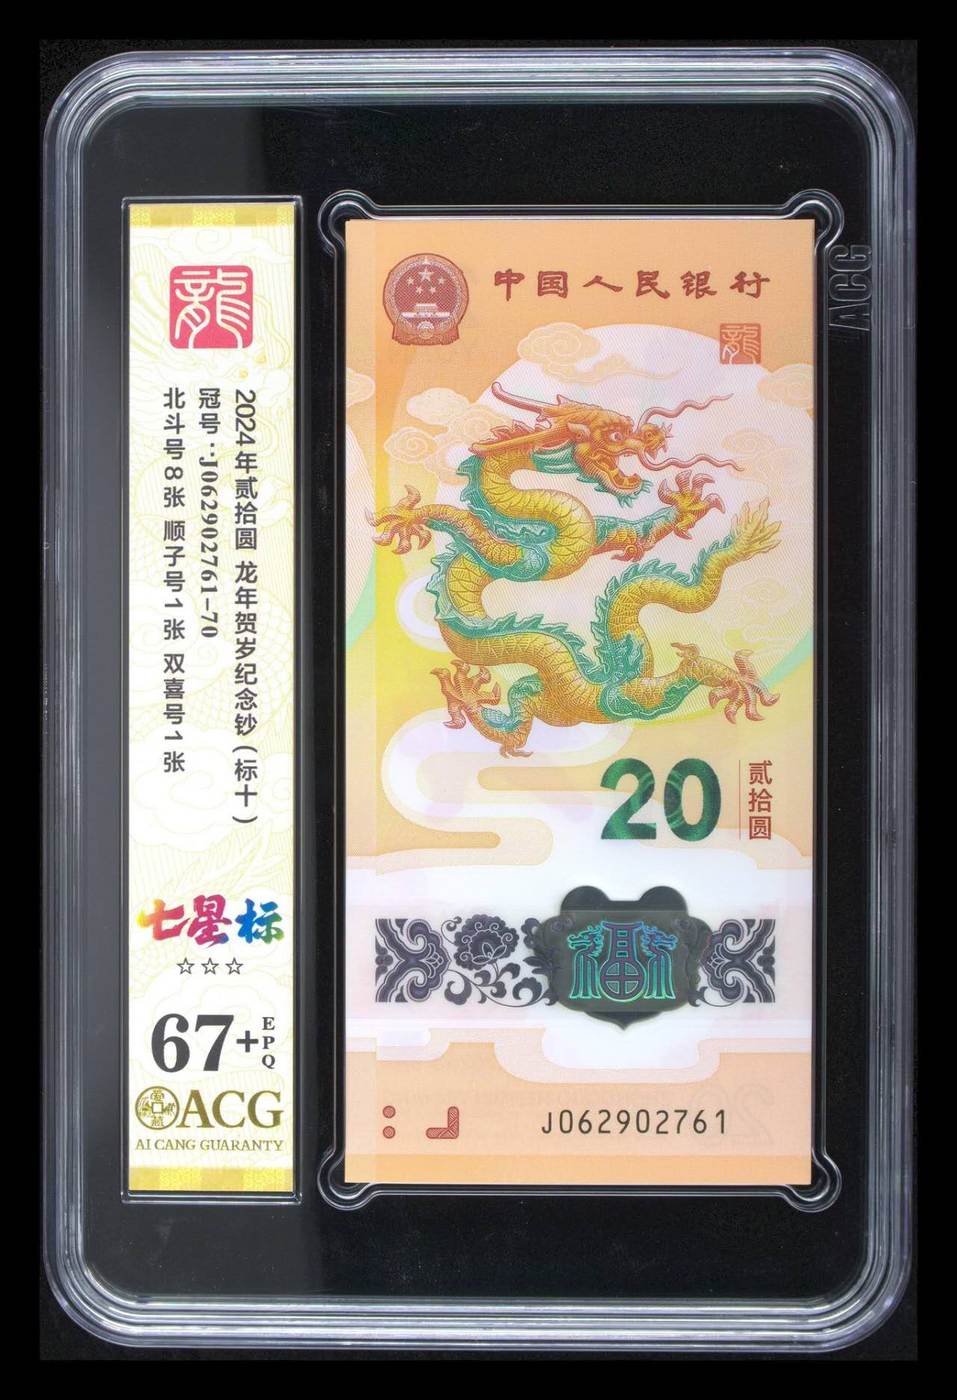 龍
2024年贰拾圆 龙年贺岁纪念钞(标十)
冠号·J062902761-70
北斗号8张 顺子号1张 双喜号1张
七星标
67+EPQ
ACG
AI CANG GUARANTY
中国人民银行
龍
20
贰拾圆
福
J062902761
ACG